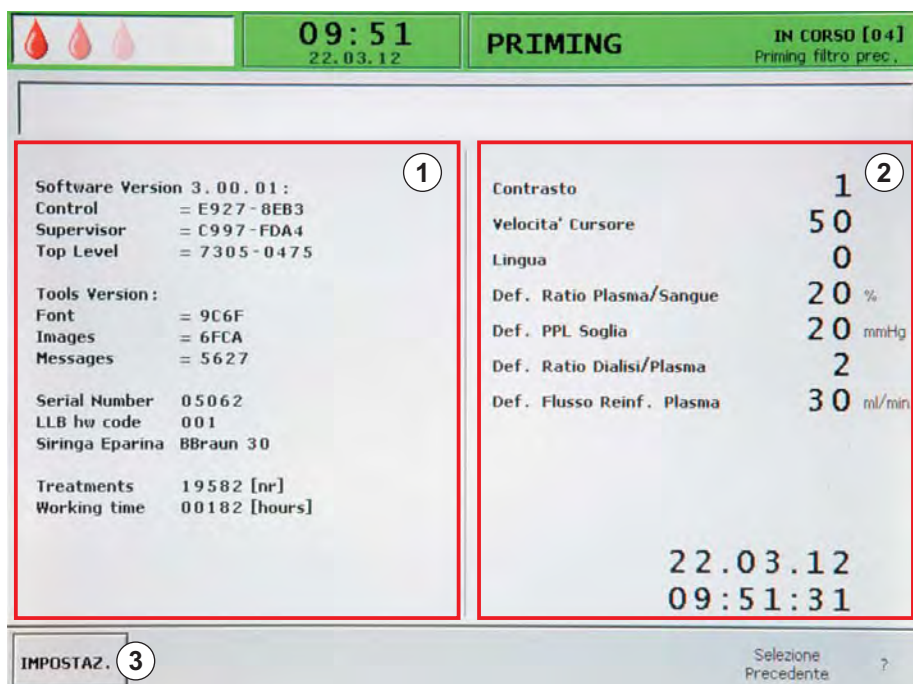 09:51
22.03.12
PRIMING
IN CORSO [04]
Priming filtro prec.
1
Software Version 3.00.01:
Control = E927-8EB3
Supervisor = C997-FDA4
Top Level = 7305-0475
Tools Version:
Font = 9C6F
Images = 6FCA
Messages = 5627
Serial Number 05062
LLB hw code 001
Siringa Eparina BBraun 30
Treatments 19582 [nr]
Working time 00182 [hours]
2
Contrasto 1
Velocita' Cursore 50
Lingua 0
Def. Ratio Plasma/Sangue 20 %
Def. PPL Soglia 20 mmHg
Def. Ratio Dialisi/Plasma 2
Def. Flusso Reinf. Plasma 30 ml/min
22.03.12
09:51:31
IMPOSTAZ. 3
Selezione
Precedente
?